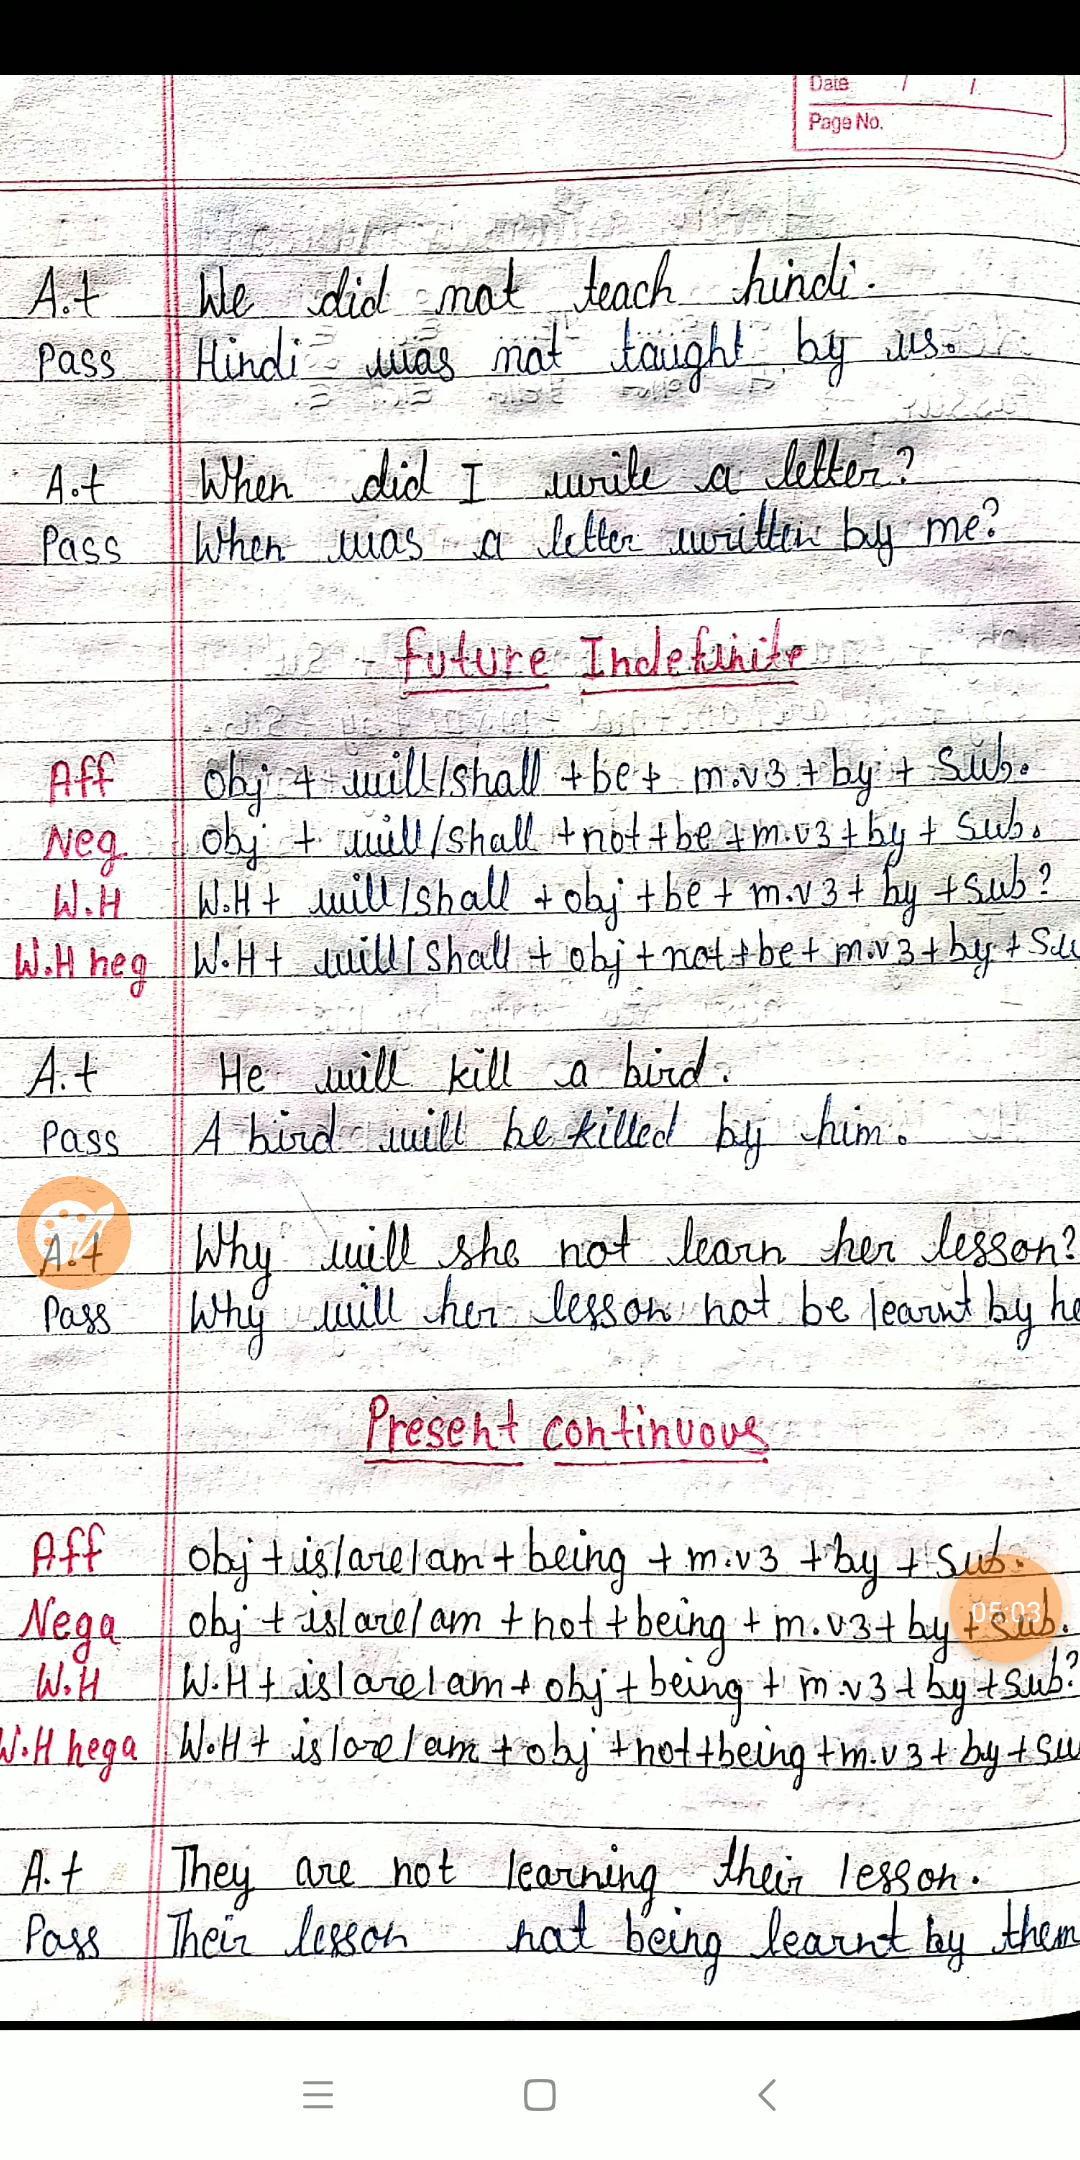 Date / /
Page No.
A.t We did not teach hindi.
Pass Hindi was not taught by us.
A.t When did I write a letter?
Pass When was a letter written by me?
Future Indefinite
Aff obj + will/shall + be + m.v3 + by + Sub.
Neg. obj + will/shall + not + be + m.v3 + by + Sub.
W.H W.H + will/shall + obj + be + m.v3 + by + sub?
W.H neg W.H + will/shall + obj + not + be + m.v3 + by + Su
A.t He will kill a bird.
Pass A bird will be killed by him.
A.t Why will she not learn her lesson?
Pass Why will her lesson not be learnt by he
Present continuous
Aff obj + is/are/am + being + m.v3 + by + Sub.
Nega obj + is/are/am + not + being + m.v3 + by + sub.
05:03
W.H W.H + is/are/am + obj + being + m.v3 + by + sub?
W.H nega W.H + is/are/am + obj + not + being + m.v3 + by + su
A.t They are not learning their lesson.
Pass Their lesson not being learnt by them